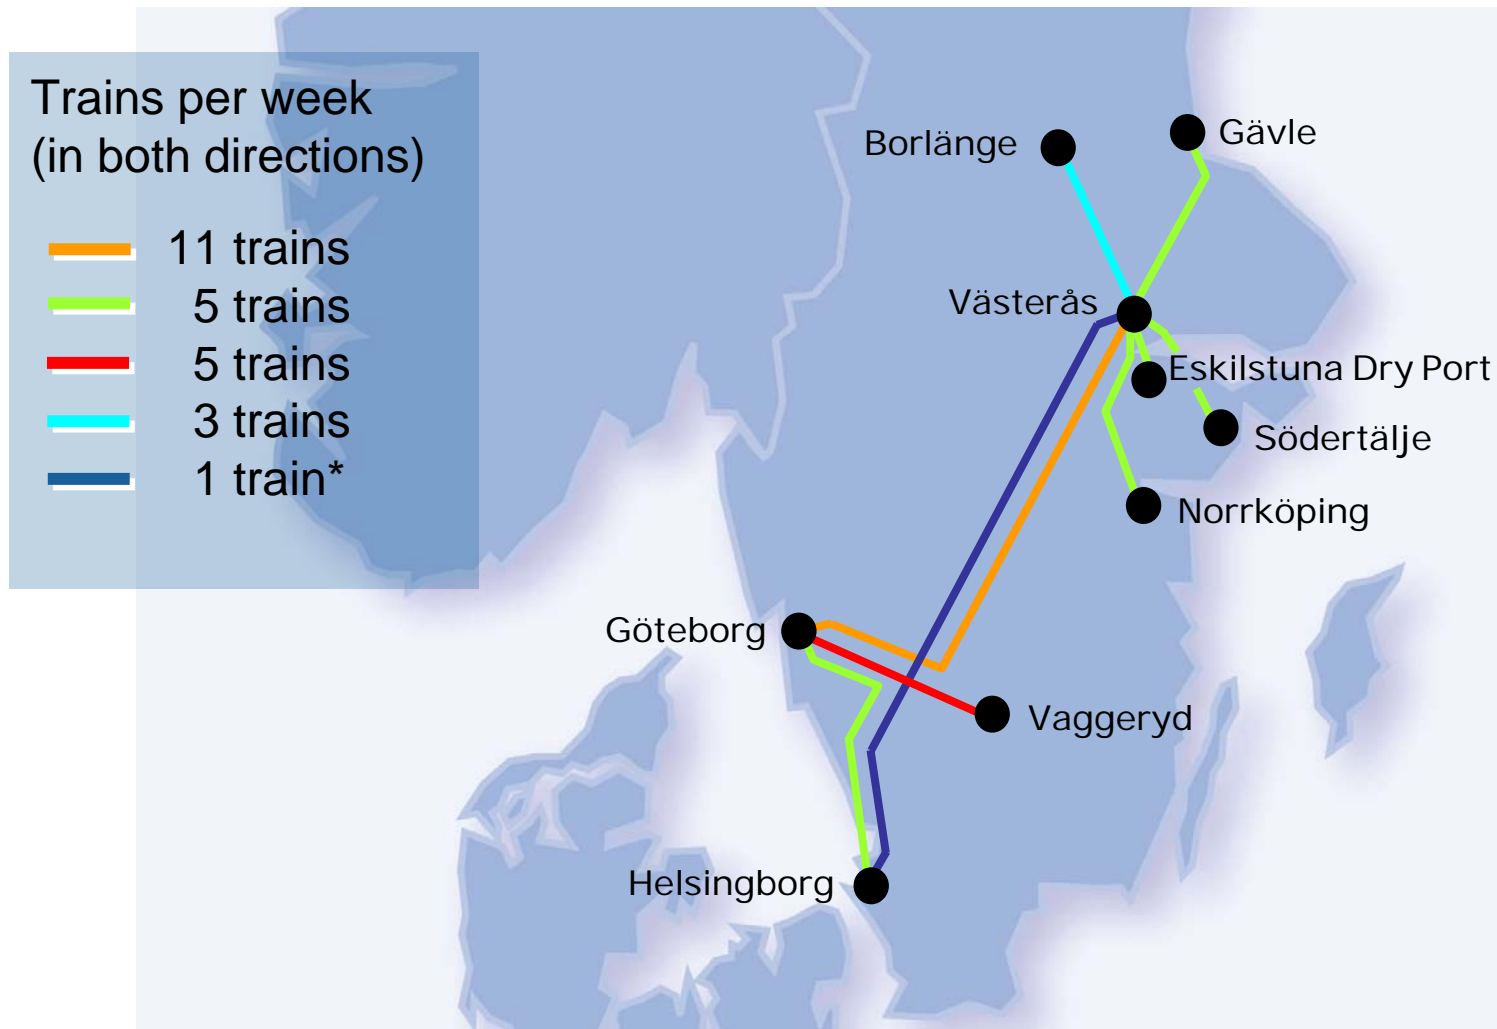 Trains per week
(in both directions)
11 trains
5 trains
5 trains
3 trains
1 train*
Borlänge
Gävle
Västerås
Eskilstuna Dry Port
Södertälje
Norrköping
Göteborg
Vaggeryd
Helsingborg